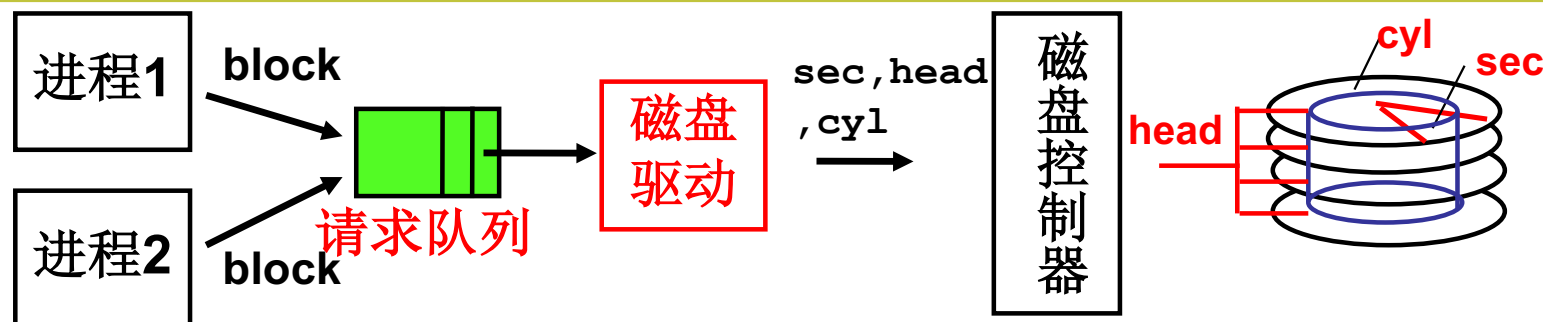 进程1
block
请求队列
进程2
block
磁盘
驱动
sec,head
,cyl
磁盘控制器
head
cyl
sec